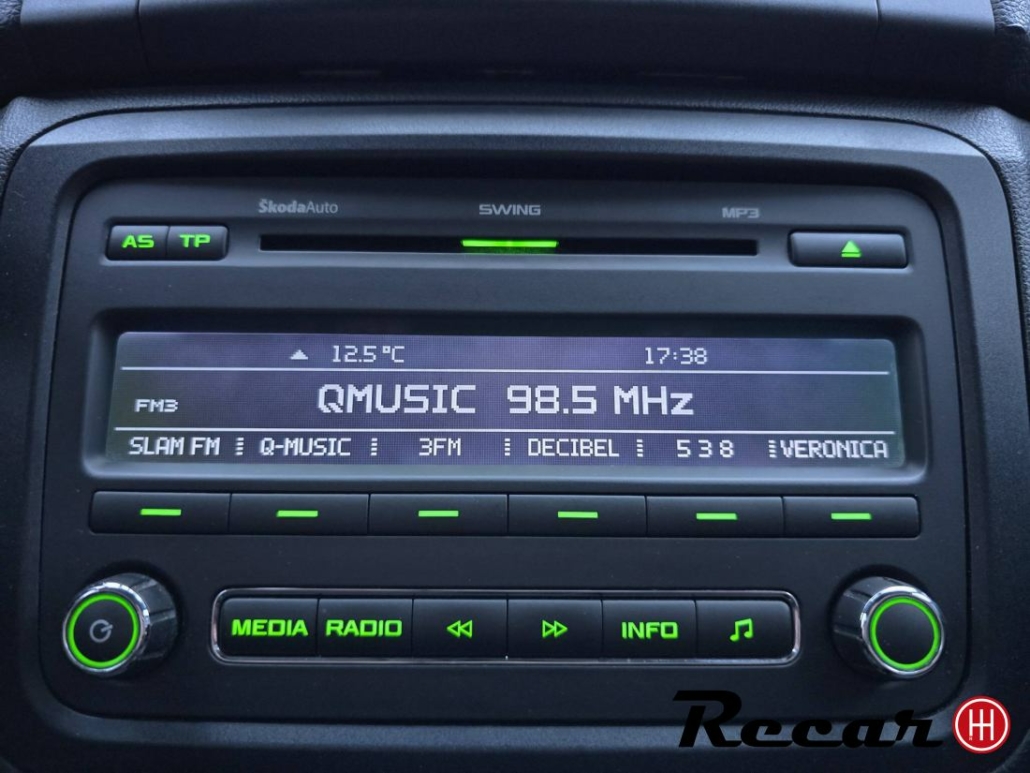 ŠkodaAuto SWING MP3
AS TP
12.5°C 17:38
FM3 QMUSIC 98.5 MHz
SLAM FM Q-MUSIC 3FM DECIBEL 538 VERONICA
MEDIA RADIO INFO
Recar